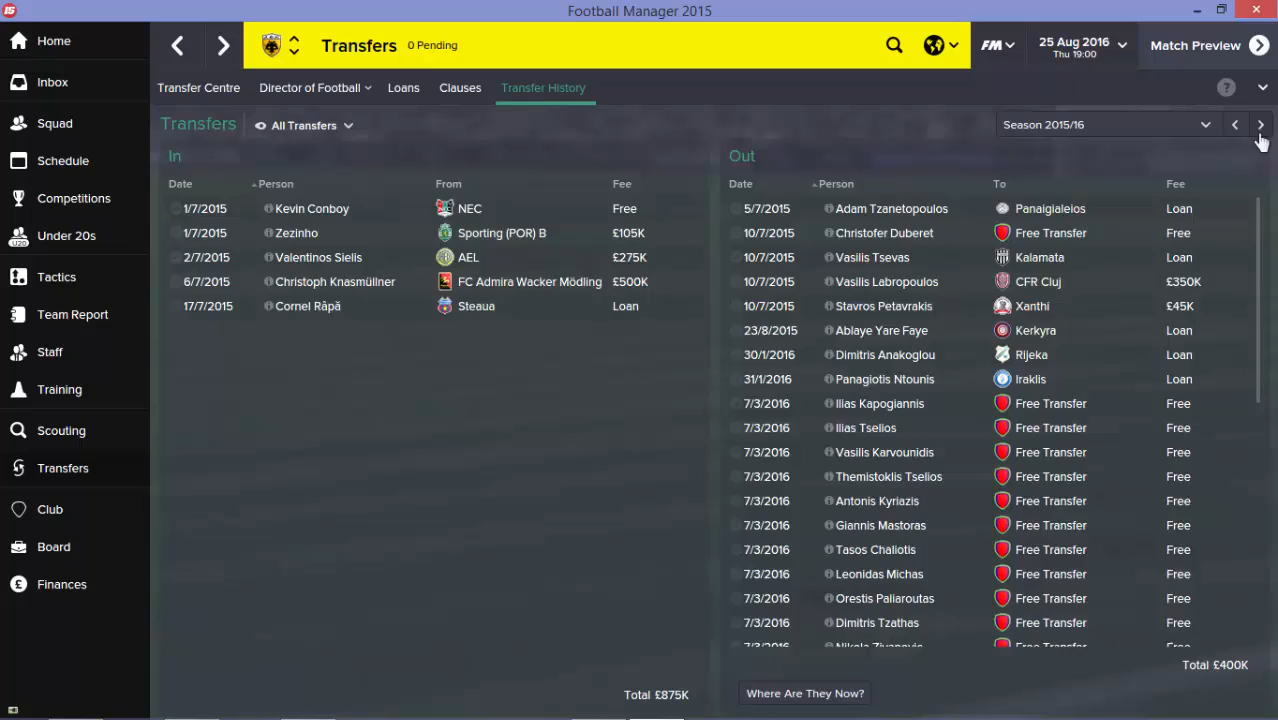 15 Football Manager 2015
Home
Inbox
Squad
Schedule
Competitions
Under 20s
Tactics
Team Report
Staff
Training
Scouting
Transfers
Club
Board
Finances
Transfers 0 Pending
FM
25 Aug 2016
Thu 19:00
Match Preview
Transfer Centre Director of Football Loans Clauses Transfer History ?
Transfers All Transfers Season 2015/16
In
Date Person From Fee
1/7/2015 Kevin Conboy NEC Free
1/7/2015 Zezinho Sporting (POR) B £105K
2/7/2015 Valentinos Sielis AEL £275K
6/7/2015 Christoph Knasmüllner FC Admira Wacker Mödling £500K
17/7/2015 Cornel Râpă Steaua Loan
Total £875K
Out
Date Person To Fee
5/7/2015 Adam Tzanetopoulos Panaigialeios Loan
10/7/2015 Christofer Duberet Free Transfer Free
10/7/2015 Vasilis Tsevas Kalamata Loan
10/7/2015 Vasilis Labropoulos CFR Cluj £350K
10/7/2015 Stavros Petavrakis Xanthi £45K
23/8/2015 Ablaye Yare Faye Kerkyra Loan
30/1/2016 Dimitris Anakoglou Rijeka Loan
31/1/2016 Panagiotis Ntounis Iraklis Loan
7/3/2016 Ilias Kapogiannis Free Transfer Free
7/3/2016 Ilias Tselios Free Transfer Free
7/3/2016 Vasilis Karvounidis Free Transfer Free
7/3/2016 Themistoklis Tselios Free Transfer Free
7/3/2016 Antonis Kyriazis Free Transfer Free
7/3/2016 Giannis Mastoras Free Transfer Free
7/3/2016 Tasos Chaliotis Free Transfer Free
7/3/2016 Leonidas Michas Free Transfer Free
7/3/2016 Orestis Paliaroutas Free Transfer Free
7/3/2016 Dimitris Tzathas Free Transfer Free
7/3/2016 Nikola Zivanovic Free Transfer Free
Total £400K
Where Are They Now?